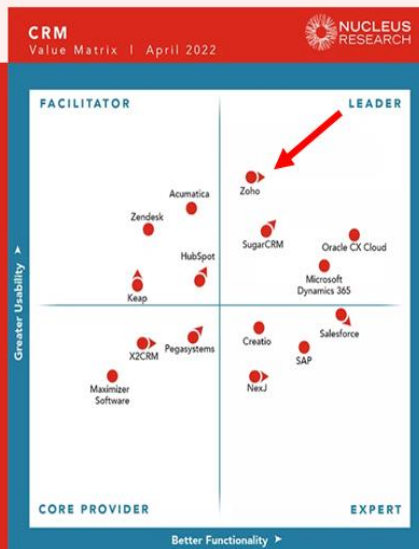 CRM
Value Matrix | April 2022
NUCLEUS
RESEARCH
FACILITATOR
LEADER
Zoho
Acumatica
Zendesk
SugarCRM
Oracle CX Cloud
HubSpot
Microsoft
Dynamics 365
Keap
Salesforce
Creatio
X2CRM
Pegasystems
SAP
Maximizer
Software
NexJ
CORE PROVIDER
EXPERT
Greater Usability
Better Functionality